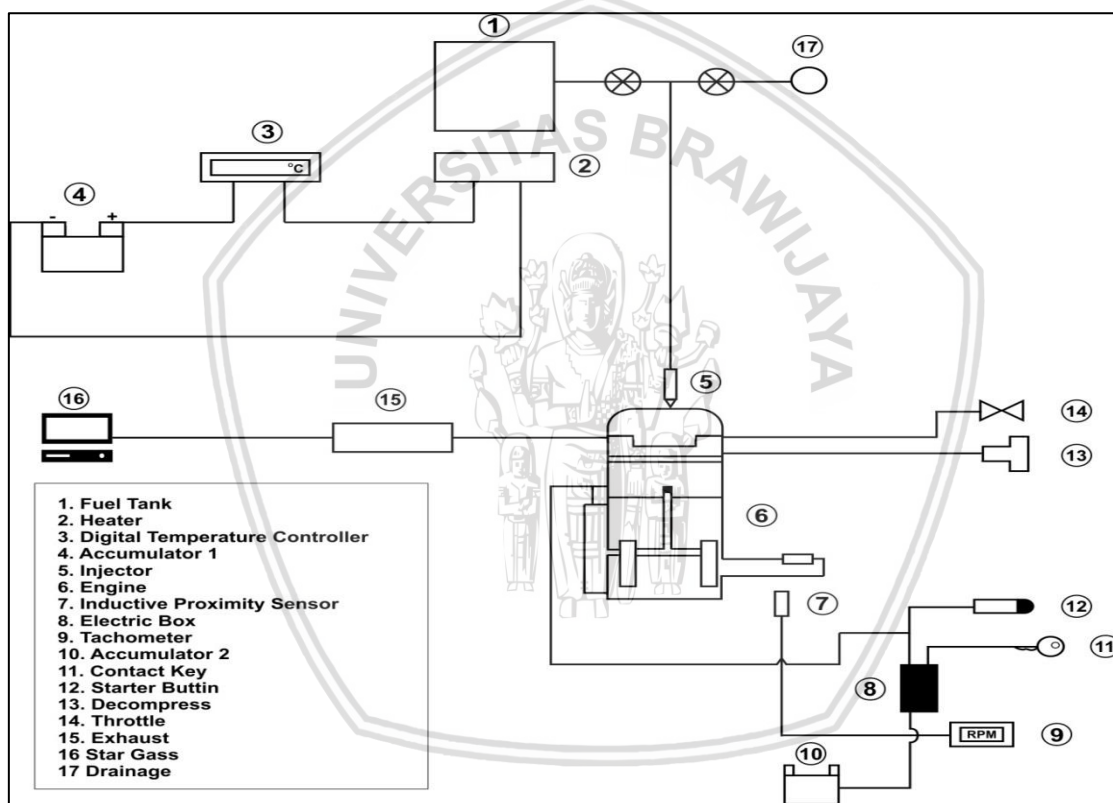 1
17
UNIVERSITAS BRAWIJAYA
3
°C
2
4
- +
5
16
15
14
13
6
7
12
11
8
RPM
9
10
1. Fuel Tank
2. Heater
3. Digital Temperature Controller
4. Accumulator 1
5. Injector
6. Engine
7. Inductive Proximity Sensor
8. Electric Box
9. Tachometer
10. Accumulator 2
11. Contact Key
12. Starter Buttin
13. Decompress
14. Throttle
15. Exhaust
16 Star Gass
17 Drainage